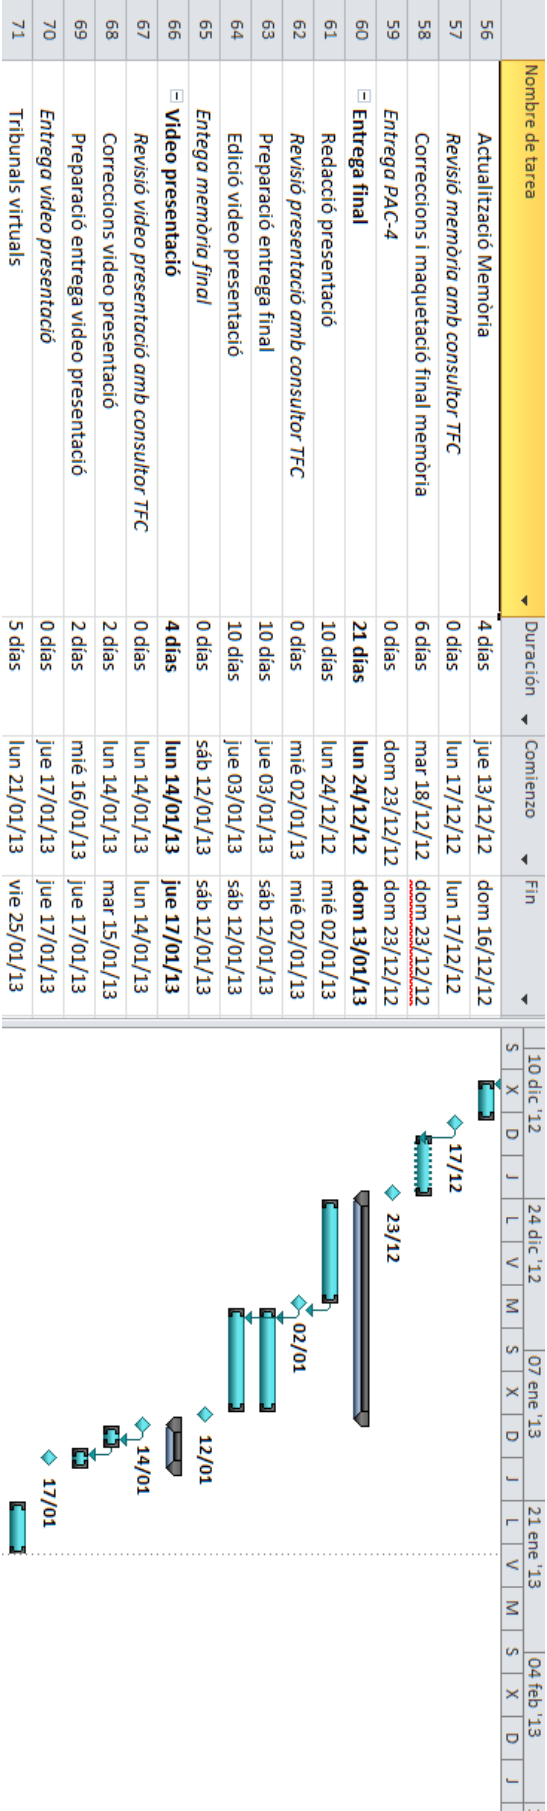 Nombre de tarea Duración Comienzo Fin 10 dic '12 24 dic '12 07 ene '13 21 ene '13 04 feb '13
S X D J L V M S X D J L V M S X D J
56 Actualització Memòria 4 días jue 13/12/12 dom 16/12/12
57 Revisió memòria amb consultor TFC 0 días lun 17/12/12 lun 17/12/12 17/12
58 Correccions i maquetació final memòria 6 días mar 18/12/12 dom 23/12/12
59 Entrega PAC-4 0 días dom 23/12/12 dom 23/12/12 23/12
60 Entrega final 21 días lun 24/12/12 dom 13/01/13
61 Redacció presentació 10 días lun 24/12/12 mié 02/01/13
62 Revisió presentació amb consultor TFC 0 días mié 02/01/13 mié 02/01/13 02/01
63 Preparació entrega final 10 días jue 03/01/13 sáb 12/01/13
64 Edició video presentació 10 días jue 03/01/13 sáb 12/01/13
65 Entega memòria final 0 días sáb 12/01/13 sáb 12/01/13 12/01
66 Video presentació 4 días lun 14/01/13 jue 17/01/13
67 Revisió video presentació amb consultor TFC 0 días lun 14/01/13 lun 14/01/13 14/01
68 Correccions video presentació 2 días lun 14/01/13 mar 15/01/13
69 Preparació entrega video presentació 2 días mié 16/01/13 jue 17/01/13
70 Entrega video presentació 0 días jue 17/01/13 jue 17/01/13 17/01
71 Tribunals virtuals 5 días lun 21/01/13 vie 25/01/13